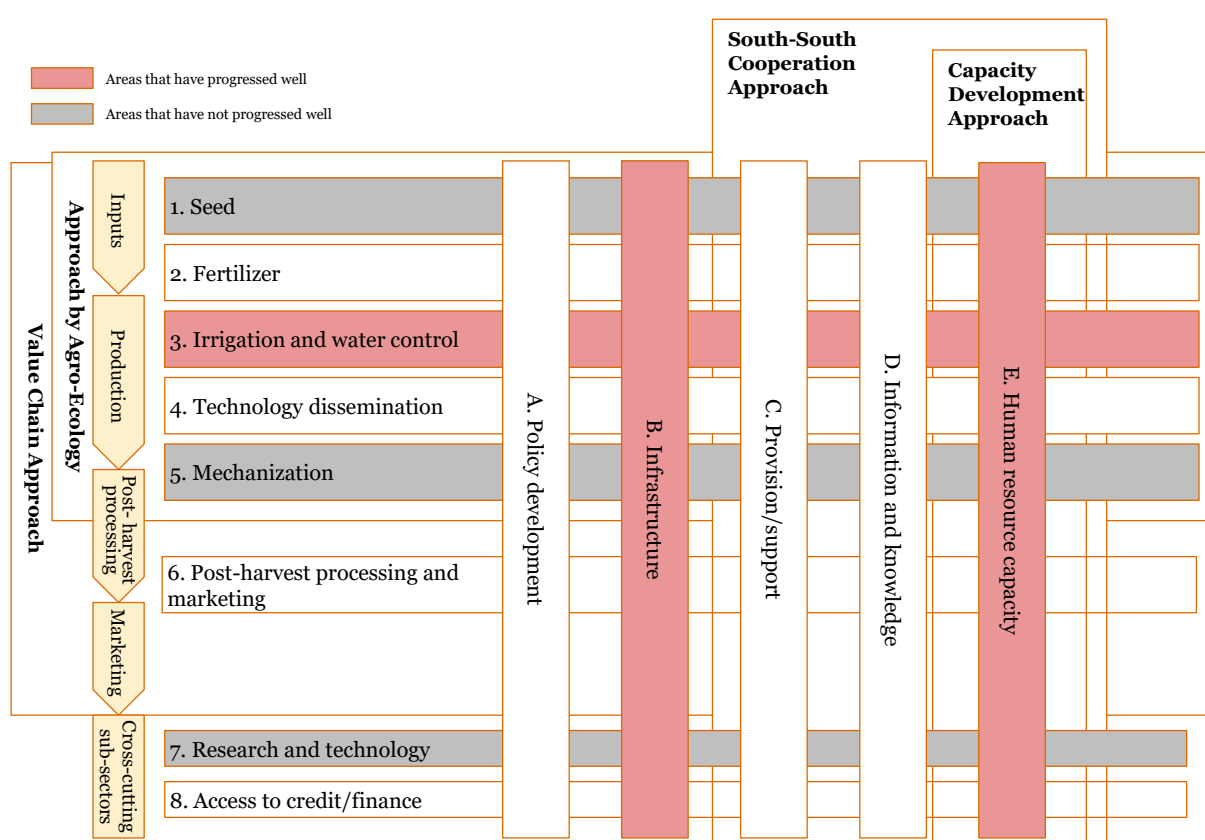 South-South
Cooperation
Approach
Capacity
Development
Approach
Areas that have progressed well
Areas that have not progressed well
Value Chain Approach
Approach by Agro-Ecology
Inputs
Production
Post- harvest
processing
Marketing
Cross-cutting
sub-sectors
1. Seed
2. Fertilizer
3. Irrigation and water control
4. Technology dissemination
5. Mechanization
6. Post-harvest processing and
marketing
7. Research and technology
8. Access to credit/finance
A. Policy development
B. Infrastructure
C. Provision/support
D. Information and knowledge
E. Human resource capacity